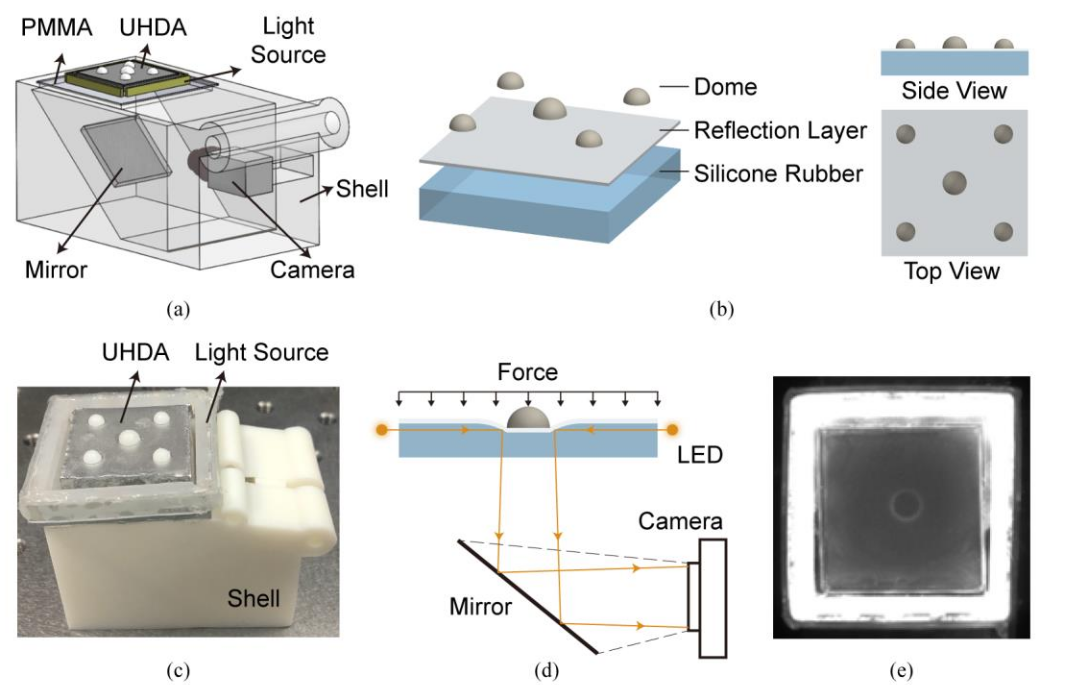 PMMA
UHDA
Light
Source
Shell
Mirror
Camera
(a)
Dome
Reflection Layer
Silicone Rubber
Side View
Top View
(b)
UHDA
Light Source
Shell
(c)
Force
LED
Camera
Mirror
(d)
(e)